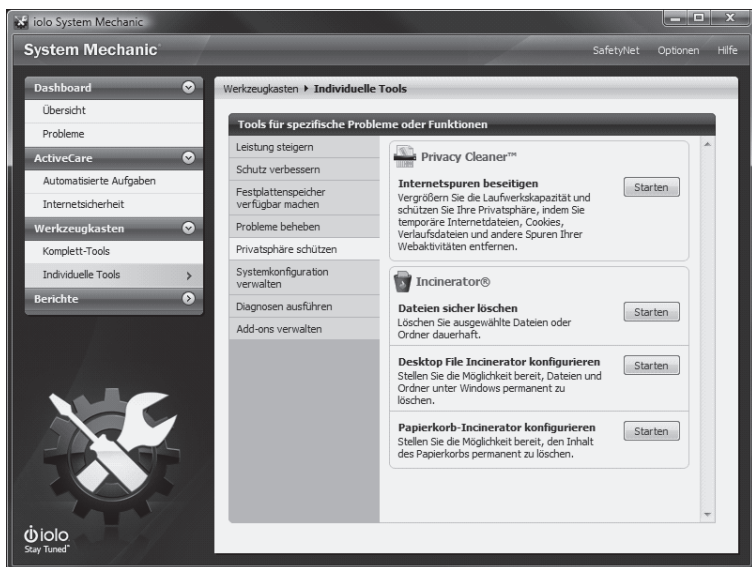 iolo System Mechanic
System Mechanic
SafetyNet Optionen Hilfe
Dashboard
Übersicht
Probleme
ActiveCare
Automatisierte Aufgaben
Internetsicherheit
Werkzeugkasten
Komplett-Tools
Individuelle Tools
Berichte
iolo
Stay Tuned
Werkzeugkasten Individuelle Tools
Tools für spezifische Probleme oder Funktionen
Leistung steigern
Schutz verbessern
Festplattenspeicher
verfügbar machen
Probleme beheben
Privatsphäre schützen
Systemkonfiguration
verwalten
Diagnosen ausführen
Add-ons verwalten
Privacy Cleaner™
Internetspuren beseitigen
Vergrößern Sie die Laufwerkskapazität und
schützen Sie Ihre Privatsphäre, indem Sie
temporäre Internetdateien, Cookies,
Verlaufsdateien und andere Spuren Ihrer
Webaktivitäten entfernen.
Starten
Incinerator®
Dateien sicher löschen
Löschen Sie ausgewählte Dateien oder
Ordner dauerhaft.
Starten
Desktop File Incinerator konfigurieren
Stellen Sie die Möglichkeit bereit, Dateien und
Ordner unter Windows permanent zu
löschen.
Starten
Papierkorb-Incinerator konfigurieren
Stellen Sie die Möglichkeit bereit, den Inhalt
des Papierkorbs permanent zu löschen.
Starten